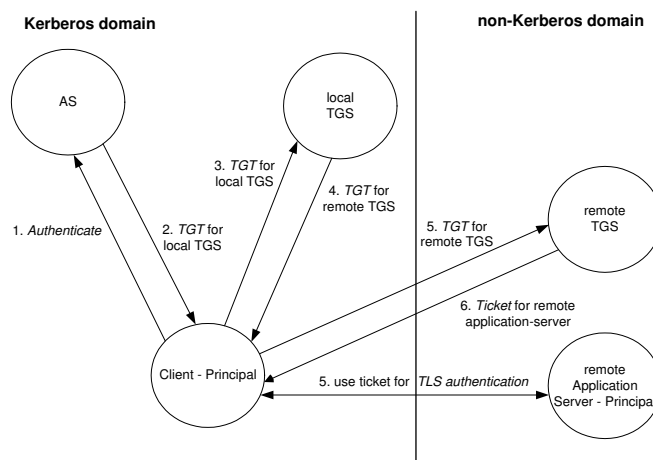 Kerberos domain
non-Kerberos domain
AS
local
TGS
3. TGT for
local TGS
4. TGT for
remote TGS
1. Authenticate
2. TGT for
local TGS
5. TGT for
remote TGS
remote
TGS
6. Ticket for remote
application-server
Client - Principal
5. use ticket for TLS authentication
remote
Application
Server - Principal